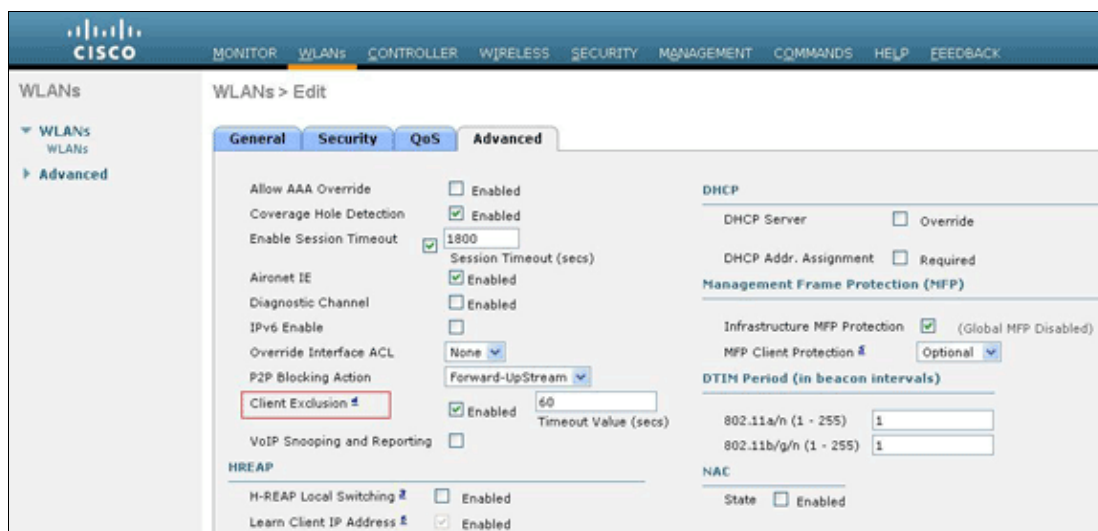 CISCO
MONITOR WLANs CONTROLLER WIRELESS SECURITY MANAGEMENT COMMANDS HELP FEEDBACK
WLANs
WLANs
WLANs
Advanced
WLANs > Edit
General Security QoS Advanced
Allow AAA Override Enabled
Coverage Hole Detection Enabled
Enable Session Timeout 1800
Session Timeout (secs)
Aironet IE Enabled
Diagnostic Channel Enabled
IPv6 Enable
Override Interface ACL None
P2P Blocking Action Forward-UpStream
Client Exclusion 4 Enabled 60
Timeout Value (secs)
VoIP Snooping and Reporting
HREAP
H-REAP Local Switching 2 Enabled
Learn Client IP Address Enabled
DHCP
DHCP Server Override
DHCP Addr. Assignment Required
Management Frame Protection (MFP)
Infrastructure MFP Protection (Global MFP Disabled)
MFP Client Protection Optional
DTIM Period (in beacon intervals)
802.11a/n (1 - 255) 1
802.11b/g/n (1 - 255) 1
NAC
State Enabled